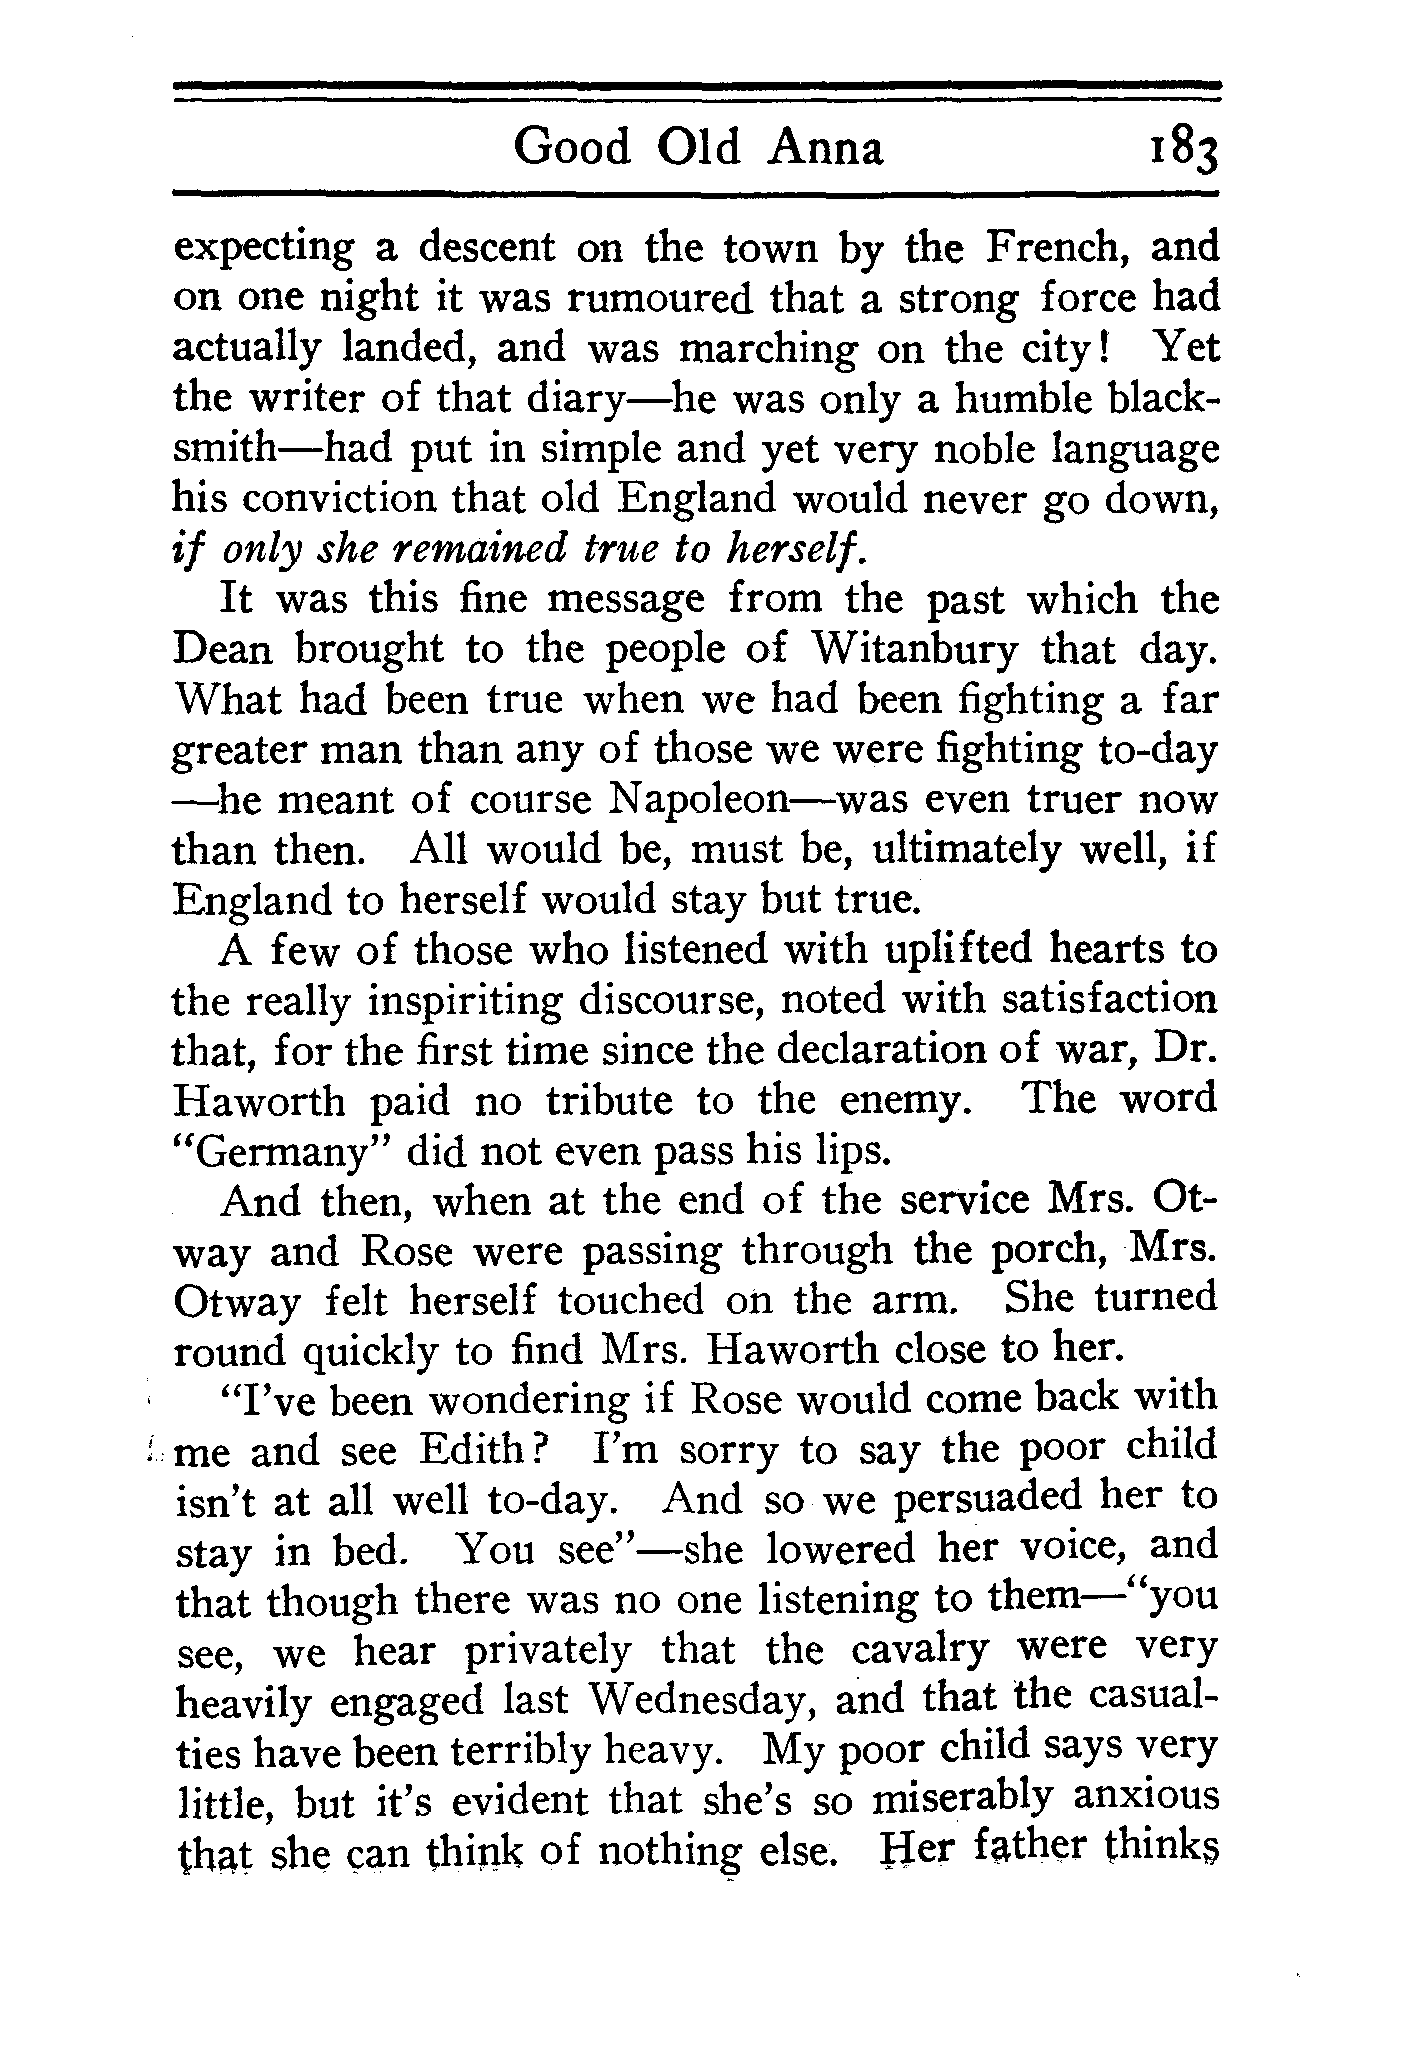 Good Old Anna 183
expecting a descent on the town by the French, and
on one night it was rumoured that a strong force had
actually landed, and was marching on the city! Yet
the writer of that diary—he was only a humble black-
smith—had put in simple and yet very noble language
his conviction that old England would never go down,
if only she remained true to herself.
It was this fine message from the past which the
Dean brought to the people of Witanbury that day.
What had been true when we had been fighting a far
greater man than any of those we were fighting to-day
—he meant of course Napoleon—was even truer now
than then. All would be, must be, ultimately well, if
England to herself would stay but true.
A few of those who listened with uplifted hearts to
the really inspiriting discourse, noted with satisfaction
that, for the first time since the declaration of war, Dr.
Haworth paid no tribute to the enemy. The word
"Germany" did not even pass his lips.
And then, when at the end of the service Mrs. Ot-
way and Rose were passing through the porch, Mrs.
Otway felt herself touched on the arm. She turned
round quickly to find Mrs. Haworth close to her.
"I've been wondering if Rose would come back with
me and see Edith? I'm sorry to say the poor child
isn't at all well to-day. And so we persuaded her to
stay in bed. You see"—she lowered her voice, and
that though there was no one listening to them—"you
see, we hear privately that the cavalry were very
heavily engaged last Wednesday, and that the casual-
ties have been terribly heavy. My poor child says very
little, but it's evident that she's so miserably anxious
that she can think of nothing else. Her father thinks